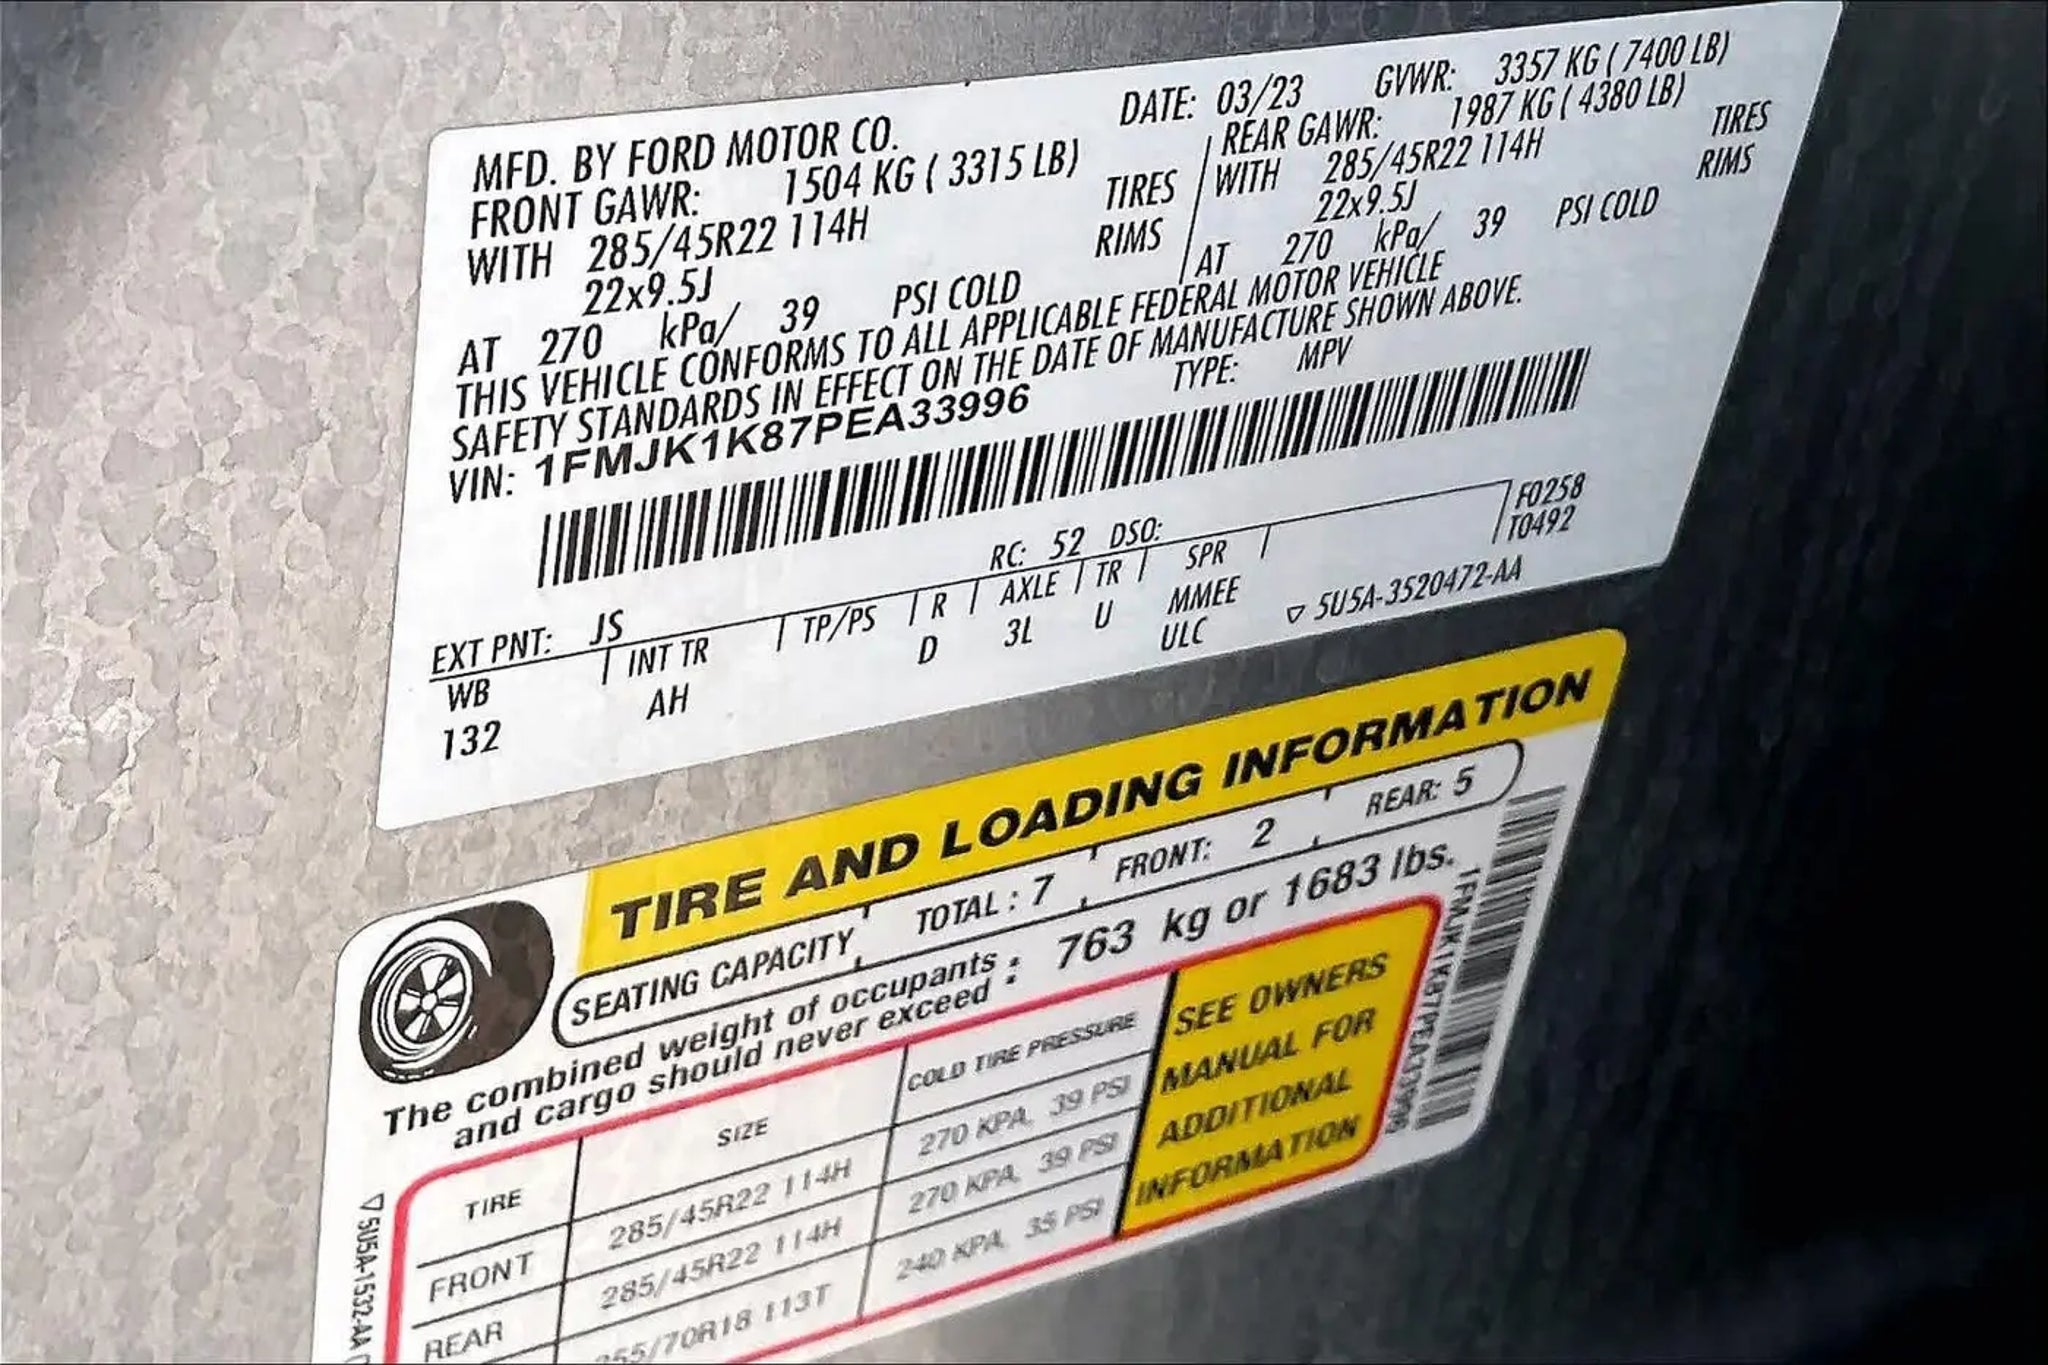 MFD. BY FORD MOTOR CO. DATE: 03/23 GVWR: 3357 KG ( 7400 LB)
FRONT GAWR: 1504 KG ( 3315 LB) REAR GAWR: 1987 KG ( 4380 LB)
WITH 285/45R22 114H TIRES WITH 285/45R22 114H TIRES
22x9.5J RIMS 22x9.5J RIMS
AT 270 kPa/ 39 PSI COLD AT 270 kPa/ 39 PSI COLD
THIS VEHICLE CONFORMS TO ALL APPLICABLE FEDERAL MOTOR VEHICLE
SAFETY STANDARDS IN EFFECT ON THE DATE OF MANUFACTURE SHOWN ABOVE.
VIN: 1FMJK1K87PEA33996 TYPE: MPV
F0258
T0492
EXT PNT: JS RC: 52 DSO:
WB INT TR TP/PS R AXLE TR SPR
132 AH D 3L U MMEE
ULC
5U5A-3520472-AA
TIRE AND LOADING INFORMATION
SEATING CAPACITY TOTAL : 7 FRONT: 2 REAR: 5
The combined weight of occupants
and cargo should never exceed : 763 kg or 1683 lbs.
TIRE SIZE COLD TIRE PRESSURE
FRONT 285/45R22 114H 270 KPA, 39 PSI
REAR 285/45R22 114H 270 KPA, 39 PSI
/70R18 113T 240 KPA, 35 PSI
SEE OWNERS
MANUAL FOR
ADDITIONAL
INFORMATION
1FMJK1K87PEA33996
5U5A-1532-AA